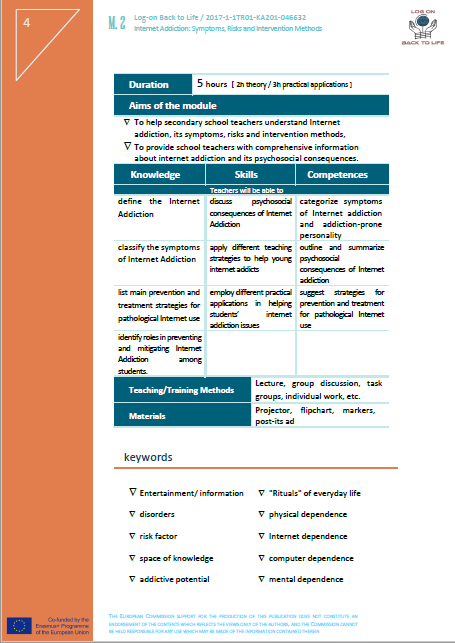 4
M. 2
Log-on Back to Life / 2017-1-1TR01-KA201-046632
Internet Addiction: Symptoms, Risks and Intervention Methods
LOG ON
BACK TO LIFE
Duration
5 hours [ 2h theory / 3h practical applications ]
Aims of the module
∇ To help secondary school teachers understand Internet
addiction, its symptoms, risks and intervention methods,
∇ To provide school teachers with comprehensive information
about internet addiction and its psychosocial consequences.
Knowledge Skills Competences
Teachers will be able to
define the Internet
Addiction
discuss psychosocial
consequences of Internet
Addiction
categorize symptoms
of Internet addiction
and addiction-prone
personality
classify the symptoms
of Internet Addiction
apply different teaching
strategies to help young
internet addicts
outline and summarize
psychosocial
consequences of Internet
addiction
list main prevention and
treatment strategies for
pathological Internet use
employ different practical
applications in helping
students' internet
addiction issues
suggest strategies for
prevention and treatment
for pathological Internet
use
identify roles in preventing
and mitigating Internet
Addiction among
students.
Teaching/Training Methods
Lecture, group discussion, task
groups, individual work, etc.
Materials
Projector, flipchart, markers,
post-its ad
keywords
∇ Entertainment/ information
∇ disorders
∇ risk factor
∇ space of knowledge
∇ addictive potential
∇ "Rituals" of everyday life
∇ physical dependence
∇ Internet dependence
∇ computer dependence
∇ mental dependence
Co-funded by the
Erasmus+ Programme
of the European Union
The European Commission support for the production of this publication does not constitute an
endorsement of the contents which reflects the views only of the authors, and the Commission cannot
be held responsible for any use which may be made of the information contained therein